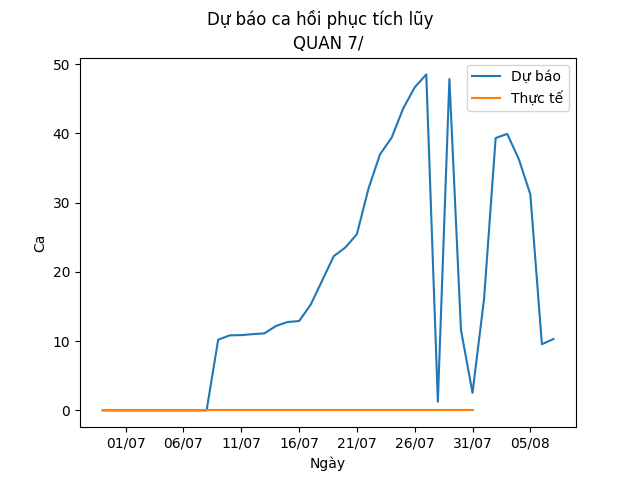 Dự báo ca hồi phục tích lũy
QUAN 7/
Dự báo
Thực tế
Ca
50
40
30
20
10
0
01/07 06/07 11/07 16/07 21/07 26/07 31/07 05/08
Ngày